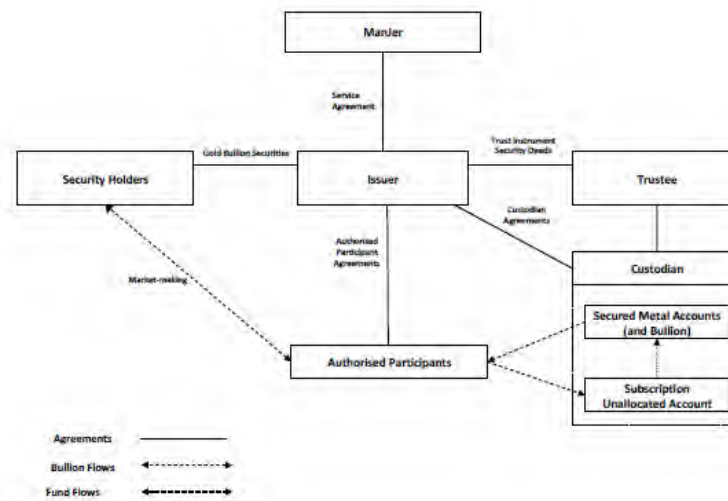 ManJer
Service
Agreement
Gold Bullion Securities
Trust Instrument
Security Deeds
Security Holders
Issuer
Trustee
Custodian
Agreements
Authorised
Participant
Agreements
Custodian
Market-making
Secured Metal Accounts
(and Bullion)
Authorised Participants
Subscription
Unallocated Account
Agreements
Bullion Flows
Fund Flows